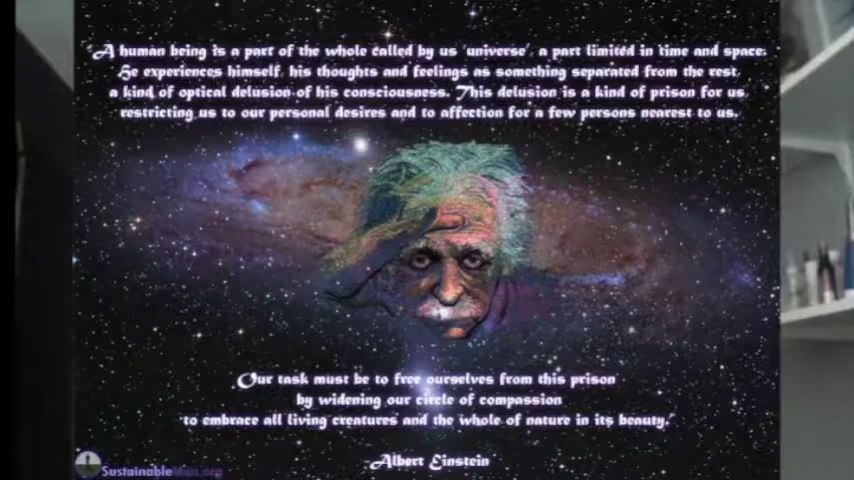 "A human being is a part of the whole called by us 'universe', a part limited in time and space.
He experiences himself, his thoughts and feelings as something separated from the rest,
a kind of optical delusion of his consciousness. This delusion is a kind of prison for us
restricting us to our personal desires and to affection for a few persons nearest to us.
Our task must be to free ourselves from this prison
by widening our circle of compassion
to embrace all living creatures and the whole of nature in its beauty."
-Albert Einstein
SustainableMan.org